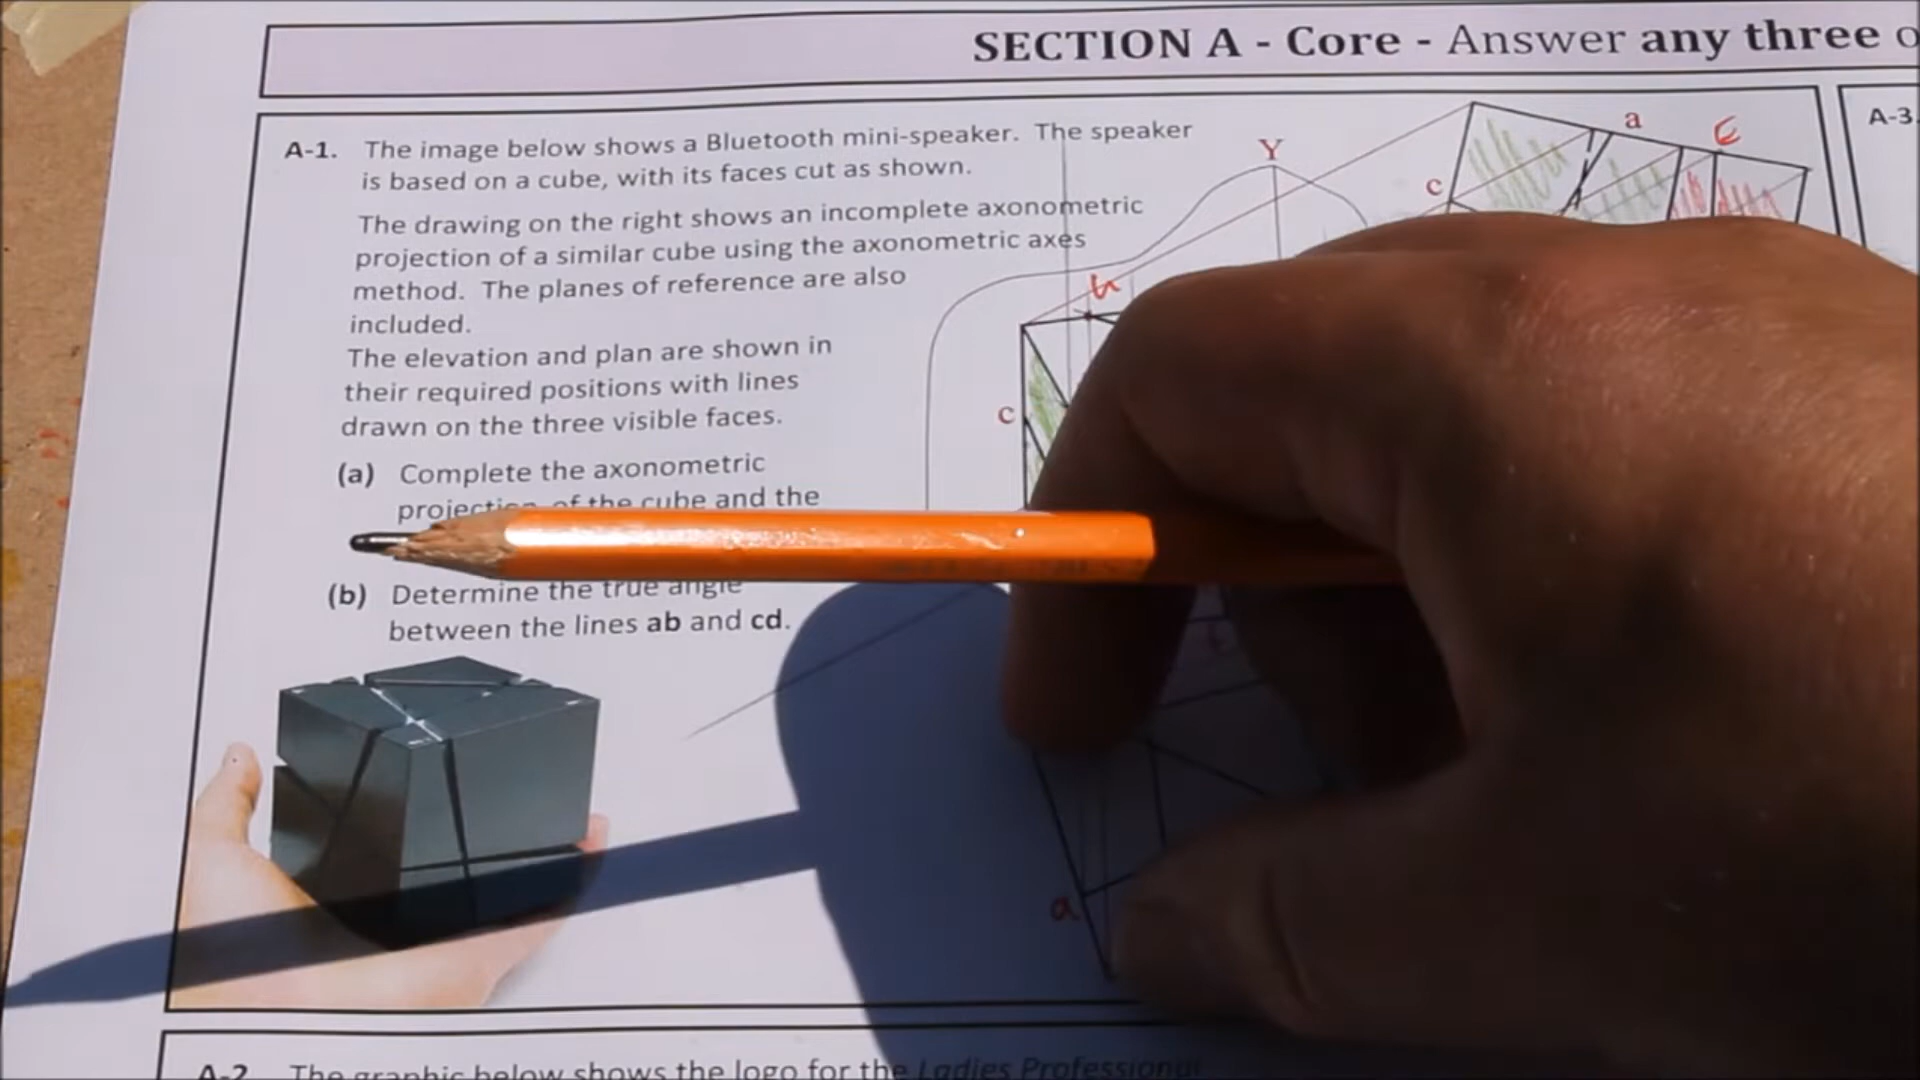 SECTION A - Core - Answer any three
A-1. The image below shows a Bluetooth mini-speaker. The speaker
is based on a cube, with its faces cut as shown.
The drawing on the right shows an incomplete axonometric
projection of a similar cube using the axonometric axes
method. The planes of reference are also
included.
The elevation and plan are shown in
their required positions with lines
drawn on the three visible faces.
(a) Complete the axonometric
projection of the cube and the
(b) Determine the true angle
between the lines ab and cd.
Y
a
c
b
c
a
A-3.
A-2 The graphic below shows the logo for the Ladies Professional